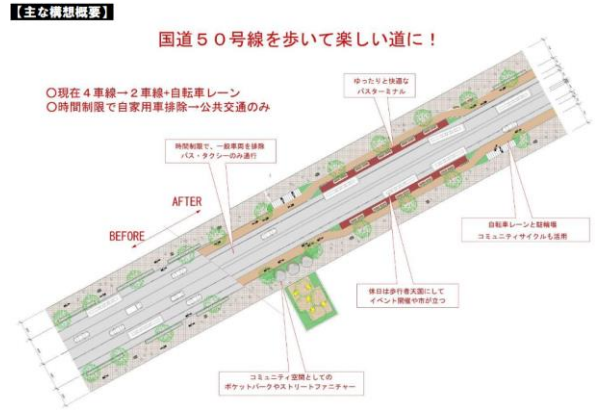 【主な構想概要】
国道５０号線を歩いて楽しい道に！
〇現在４車線→２車線+自転車レーン
〇時間制限で自家用車排除→公共交通のみ
ゆったりと快適な
バスターミナル
時間制限で、一般車両を排除
バス・タクシーのみ通行
AFTER
BEFORE
自転車レーンと駐輪場
コミュニティサイクルも活用
休日は歩行者天国にして
イベント開催や市が立つ
コミュニティ空間としての
ポケットパークやストリートファニチャー